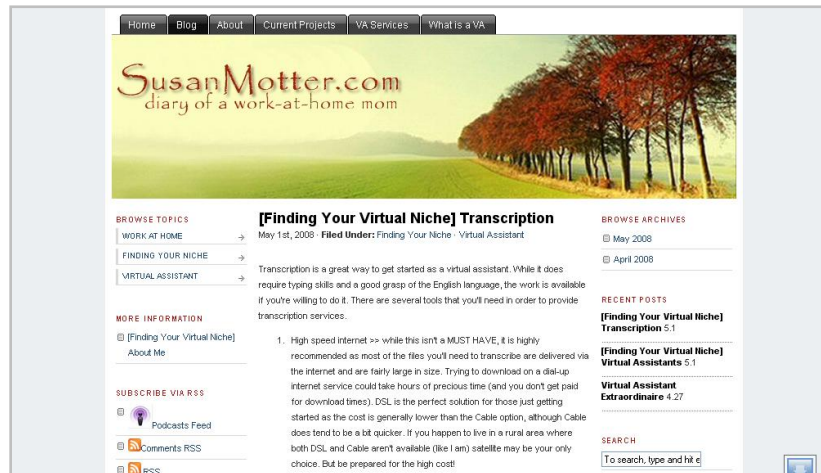 Home Blog About Current Projects VA Services What is a VA
SusanMotter.com
diary of a work-at-home mom
BROWSE TOPICS
WORK AT HOME
FINDING YOUR NICHE
VIRTUAL ASSISTANT
MORE INFORMATION
[Finding Your Virtual Niche]
About Me
SUBSCRIBE VIA RSS
Podcasts Feed
Comments RSS
RSS
[Finding Your Virtual Niche] Transcription
May 1st, 2008 · Filed Under: Finding Your Niche · Virtual Assistant
Transcription is a great way to get started as a virtual assistant. While it does
require typing skills and a good grasp of the English language, the work is available
if you're willing to do it. There are several tools that you'll need in order to provide
transcription services.
1. High speed internet >> while this isn't a MUST HAVE, it is highly
recommended as most of the files you'll need to transcribe are delivered via
the internet and are fairly large in size. Trying to download on a dial-up
internet service could take hours of precious time (and you don't get paid
for download times). DSL is the perfect solution for those just getting
started as the cost is generally lower than the Cable option, although Cable
does tend to be a bit quicker. If you happen to live in a rural area where
both DSL and Cable aren't available (like I am) satellite may be your only
choice. But be prepared for the high cost!
BROWSE ARCHIVES
May 2008
April 2008
RECENT POSTS
[Finding Your Virtual Niche]
Transcription 5.1
[Finding Your Virtual Niche]
Virtual Assistants 5.1
Virtual Assistant
Extraordinaire 4.27
SEARCH
To search, type and hit e